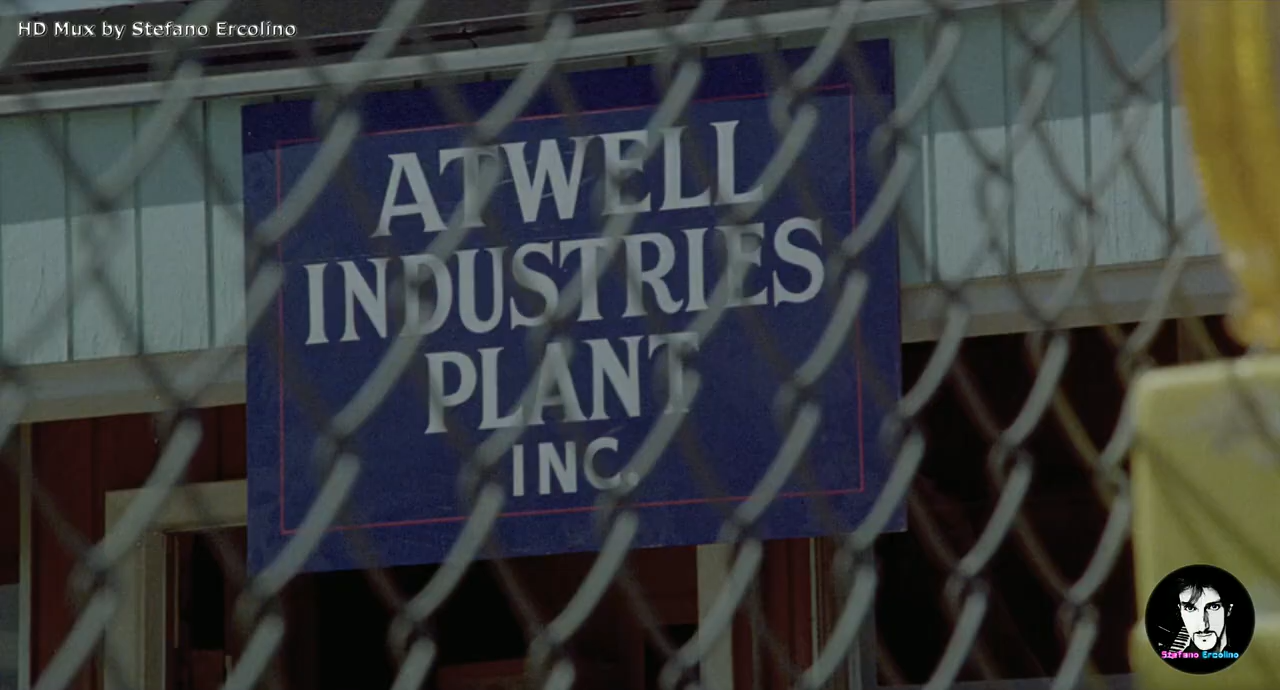 HD Mux by Stefano Ercolino
ATWELL
INDUSTRIES
PLANT
INC.
Stefano Ercolino